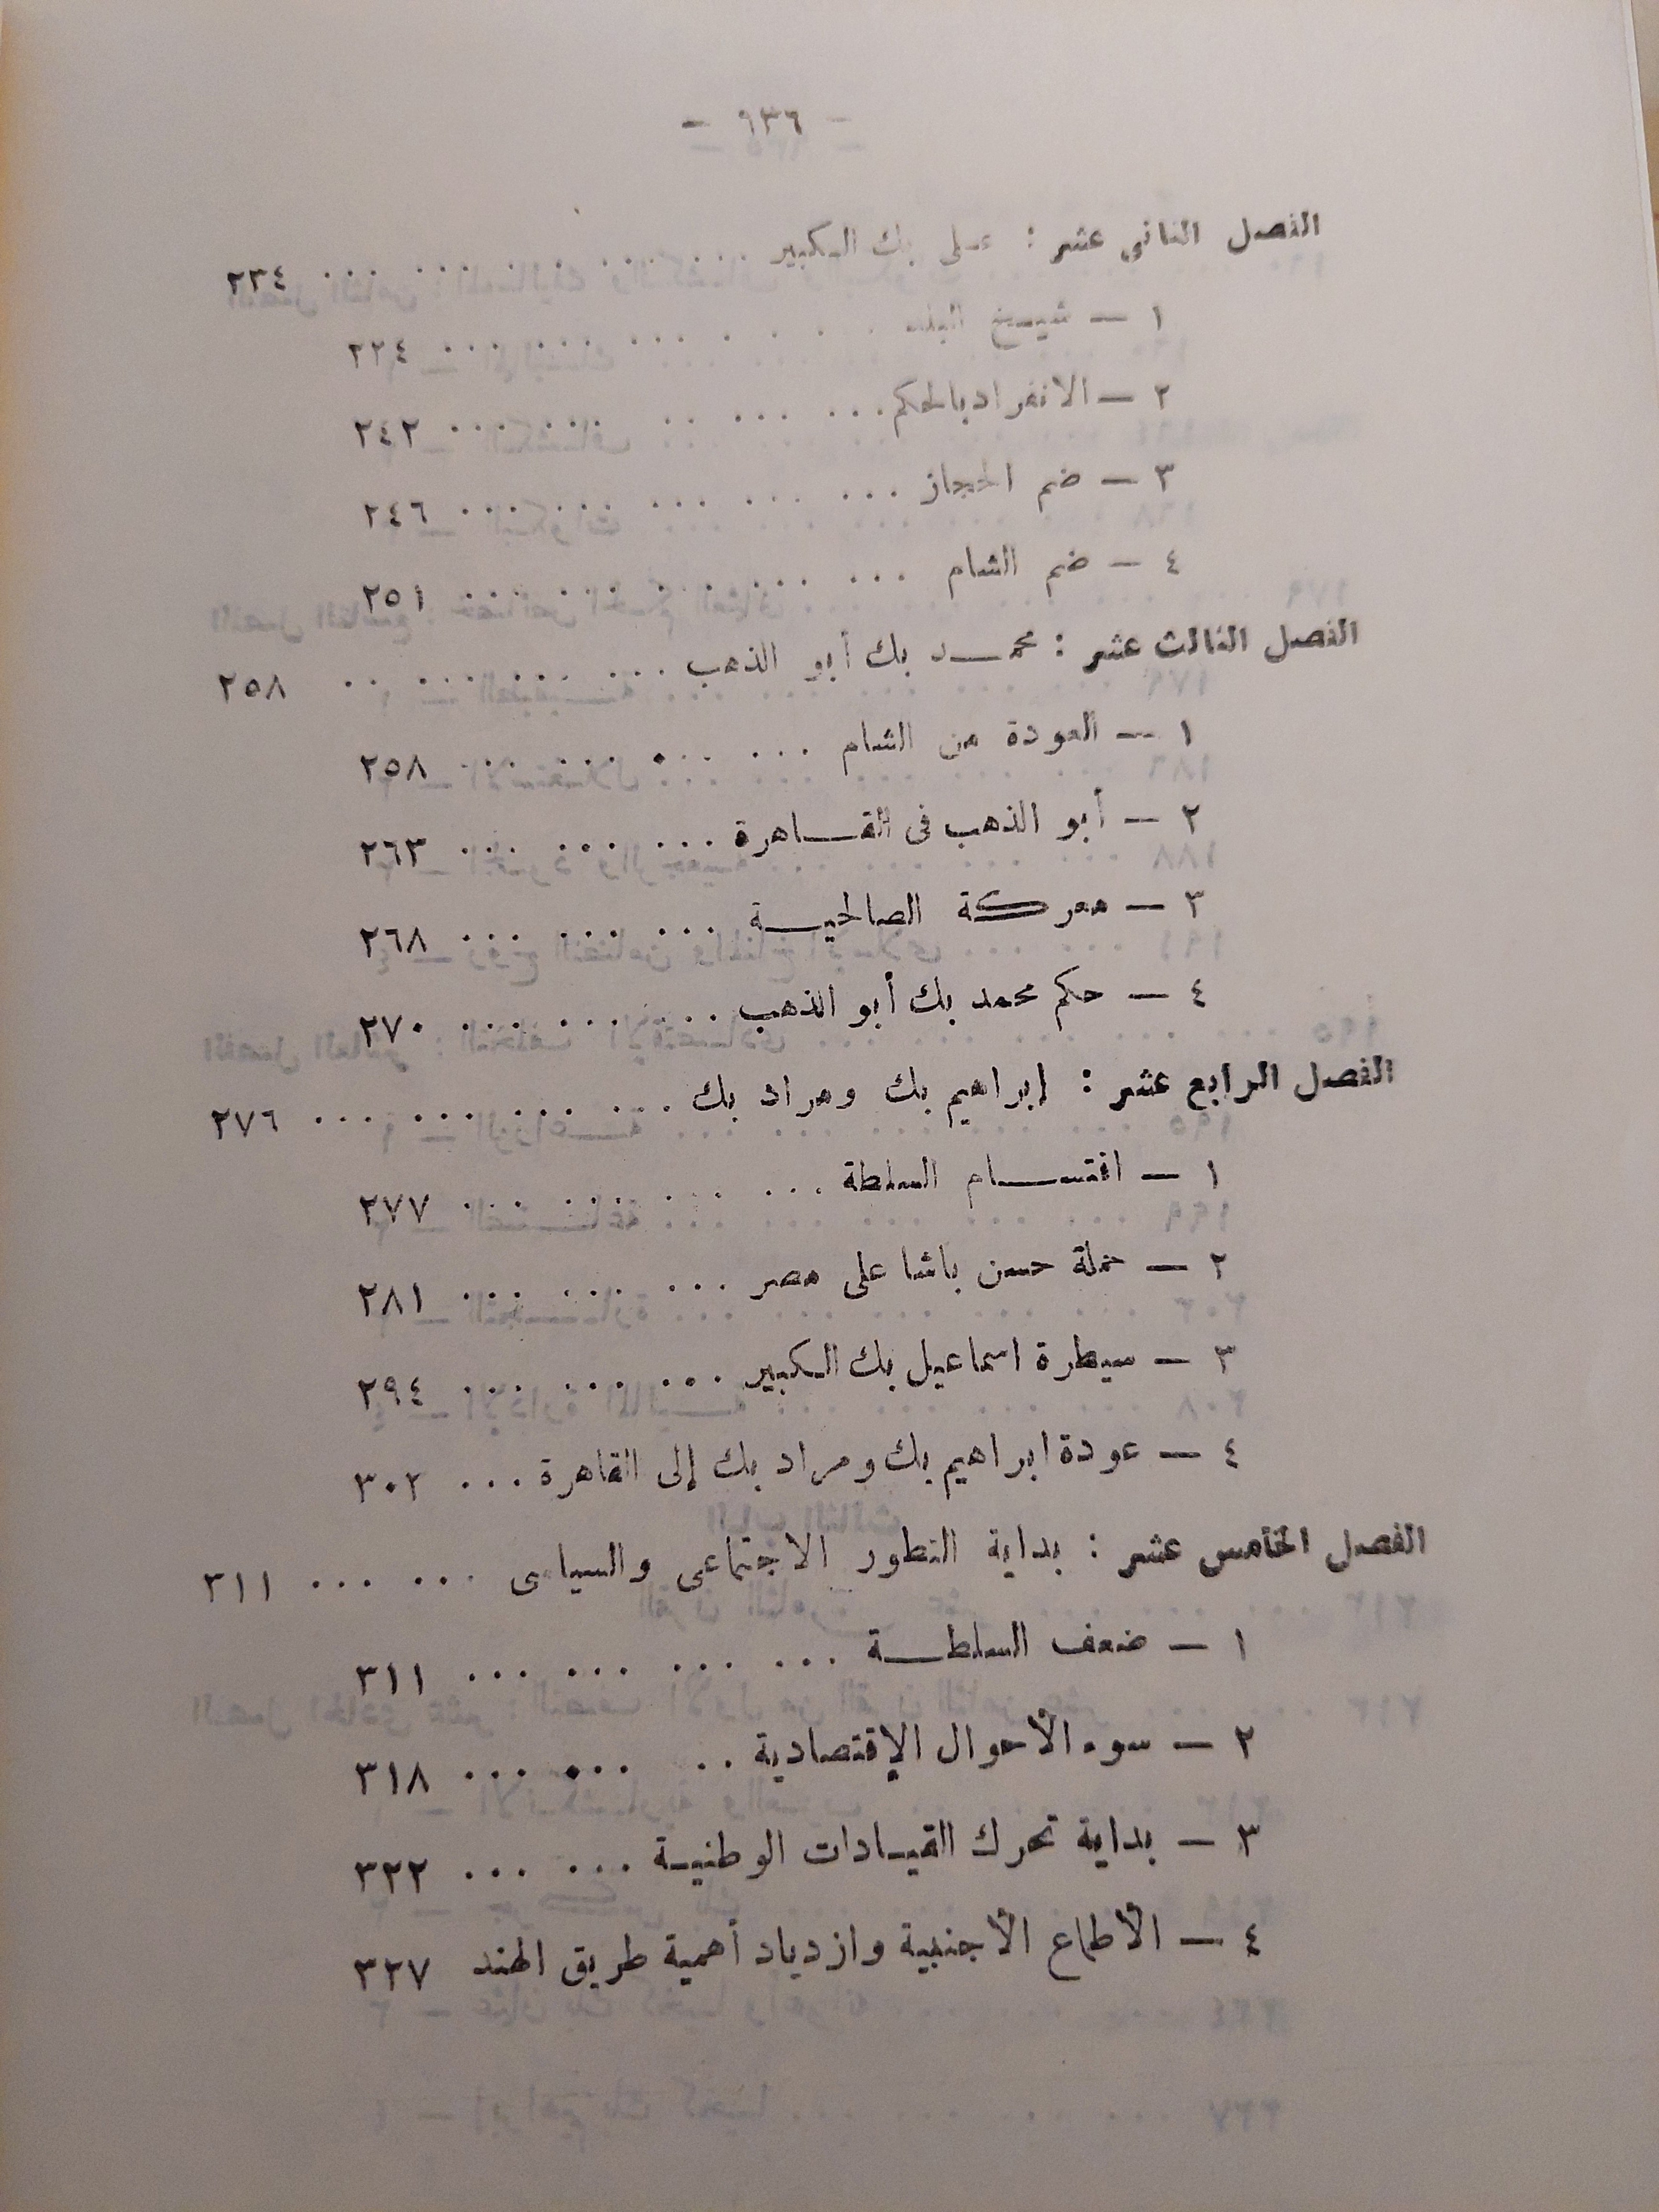 - ٩٣٦ -
الفصل الثاني عشر : على بك الكبير ... ... ... ... ... ... ٢٣٤
١ — شيخ البلد ... ... ... ... ... ٢٣٤
٢ — الانفراد بالحكم ... ... ... ... ... ٢٤٢
٣ — ضم الحجاز ... ... ... ... ... ٢٤٦
٤ — ضم الشام ... ... ... ... ... ٢٥١
الفصل الثالث عشر : محمد بك أبو الذهب ... ... ... ... ٢٥٨
١ — العودة من الشام ... ... ... ... ... ٢٥٨
٢ — أبو الذهب فى القاهرة ... ... ... ... ٢٦٣
٣ — معركة الصالحية ... ... ... ... ٢٦٨
٤ — حكم محمد بك أبو الذهب ... ... ... ... ٢٧٠
الفصل الرابع عشر : إبراهيم بك ومراد بك ... ... ... ... ٢٧٦
١ — اقتسام السلطة ... ... ... ... ... ٢٧٧
٢ — حملة حسن باشا على مصر ... ... ... ... ٢٨١
٣ — سيطرة اسماعيل بك الكبير ... ... ... ... ٢٩٤
٤ — عودة ابراهيم بك ومراد بك إلى القاهرة ... ... ٣٠٢
الفصل الخامس عشر : بداية التطور الاجتماعى والسياسى ... ... ... ٣١١
١ — ضعف السلطة ... ... ... ... ... ٣١١
٢ — سوء الأحوال الإقتصادية ... ... ... ... ٣١٨
٣ — بداية تحرك القيادات الوطنية ... ... ... ٣٢٢
٤ — الأطماع الأجنبية وازدياد أهمية طريق الهند ٣٢٧